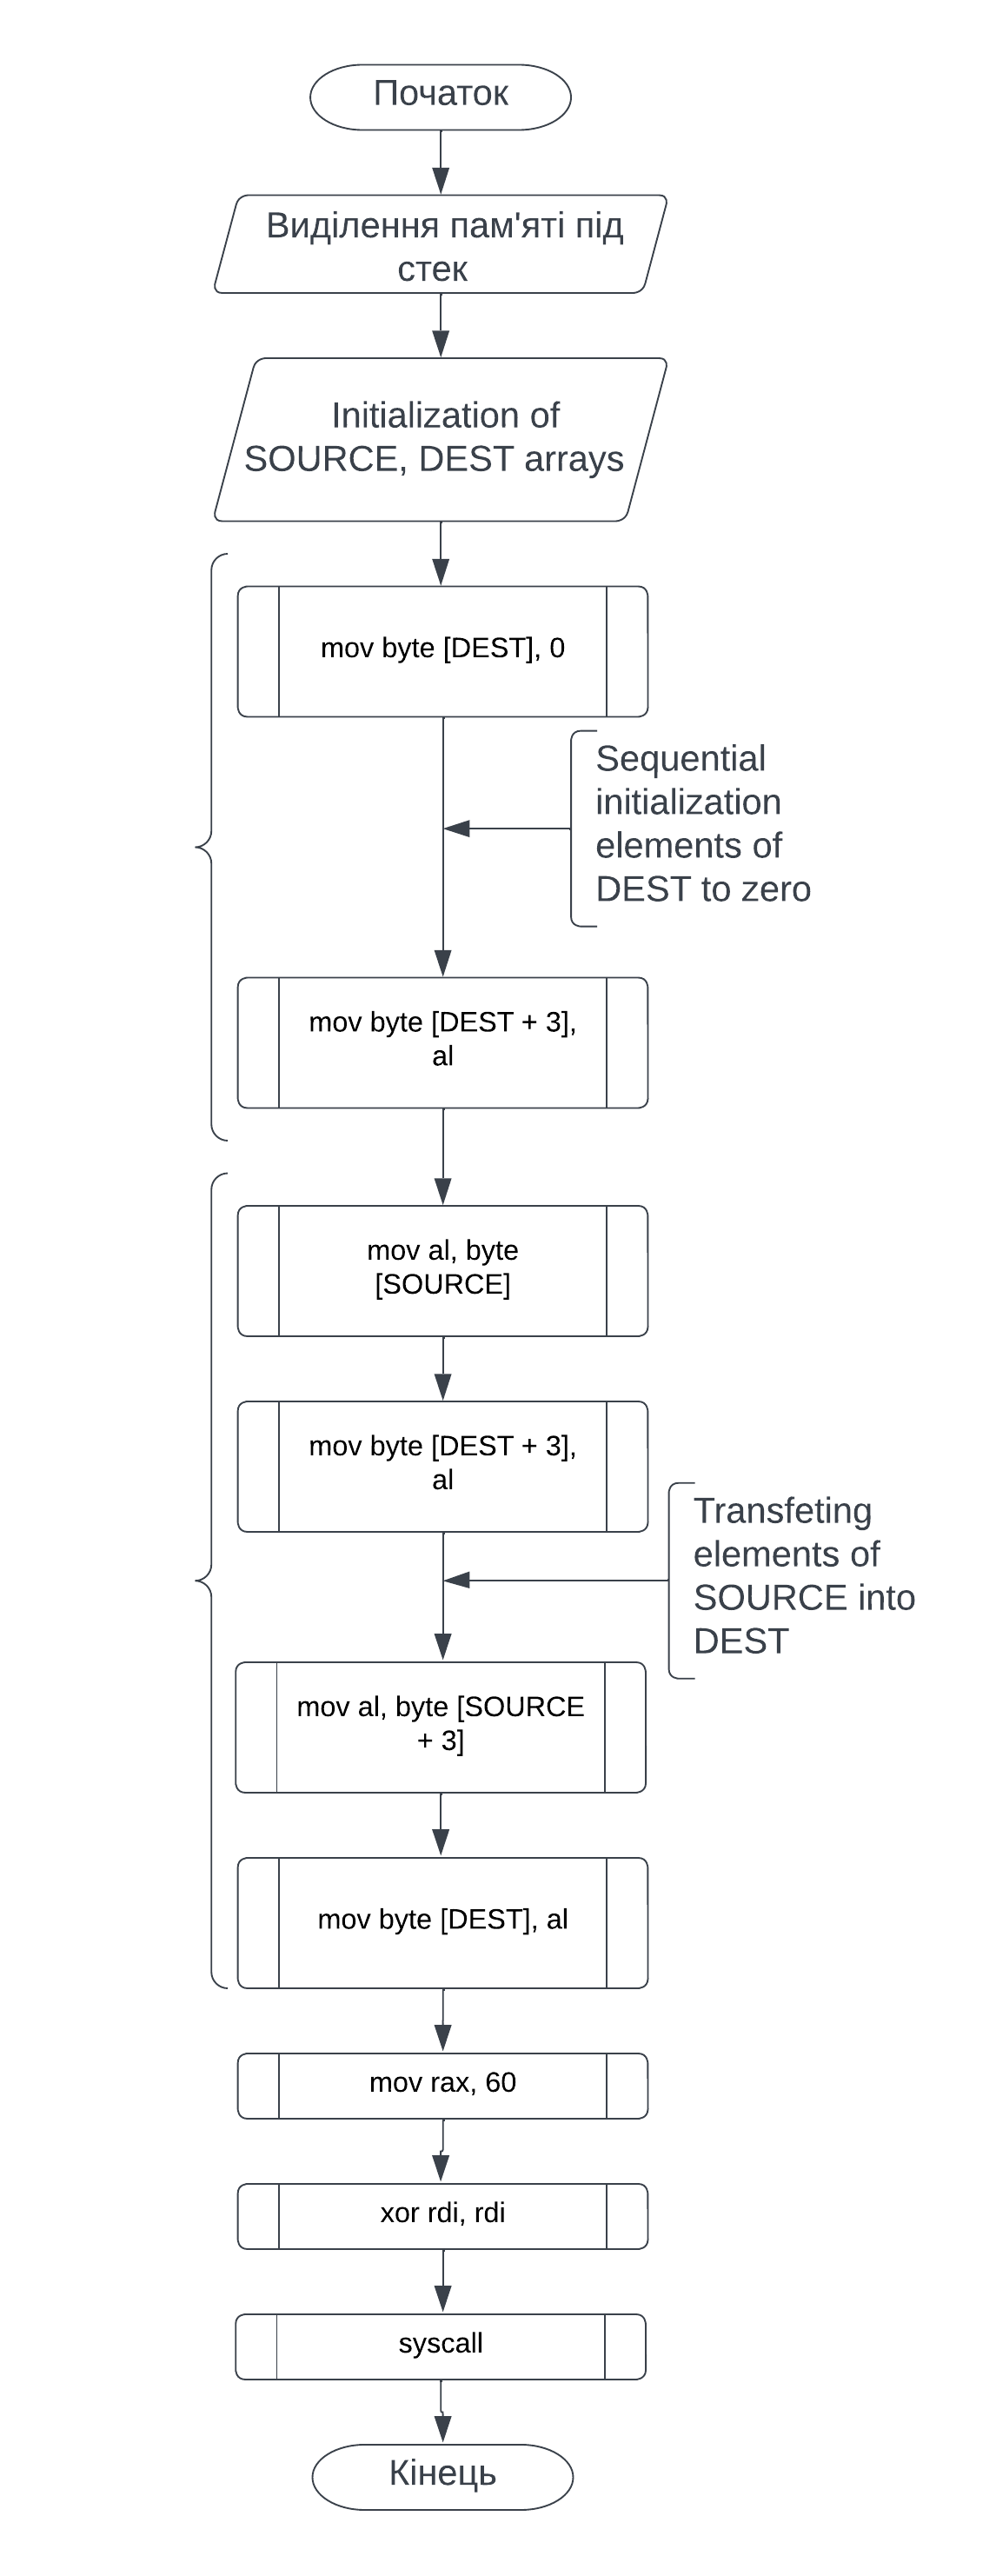 Початок
Виділення пам'яті під
стек
Initialization of
SOURCE, DEST arrays
mov byte [DEST], 0
Sequential
initialization
elements of
DEST to zero
mov byte [DEST + 3],
al
mov al, byte
[SOURCE]
mov byte [DEST + 3],
al
Transfeting
elements of
SOURCE into
DEST
mov al, byte [SOURCE
+ 3]
mov byte [DEST], al
mov rax, 60
xor rdi, rdi
syscall
Кінець